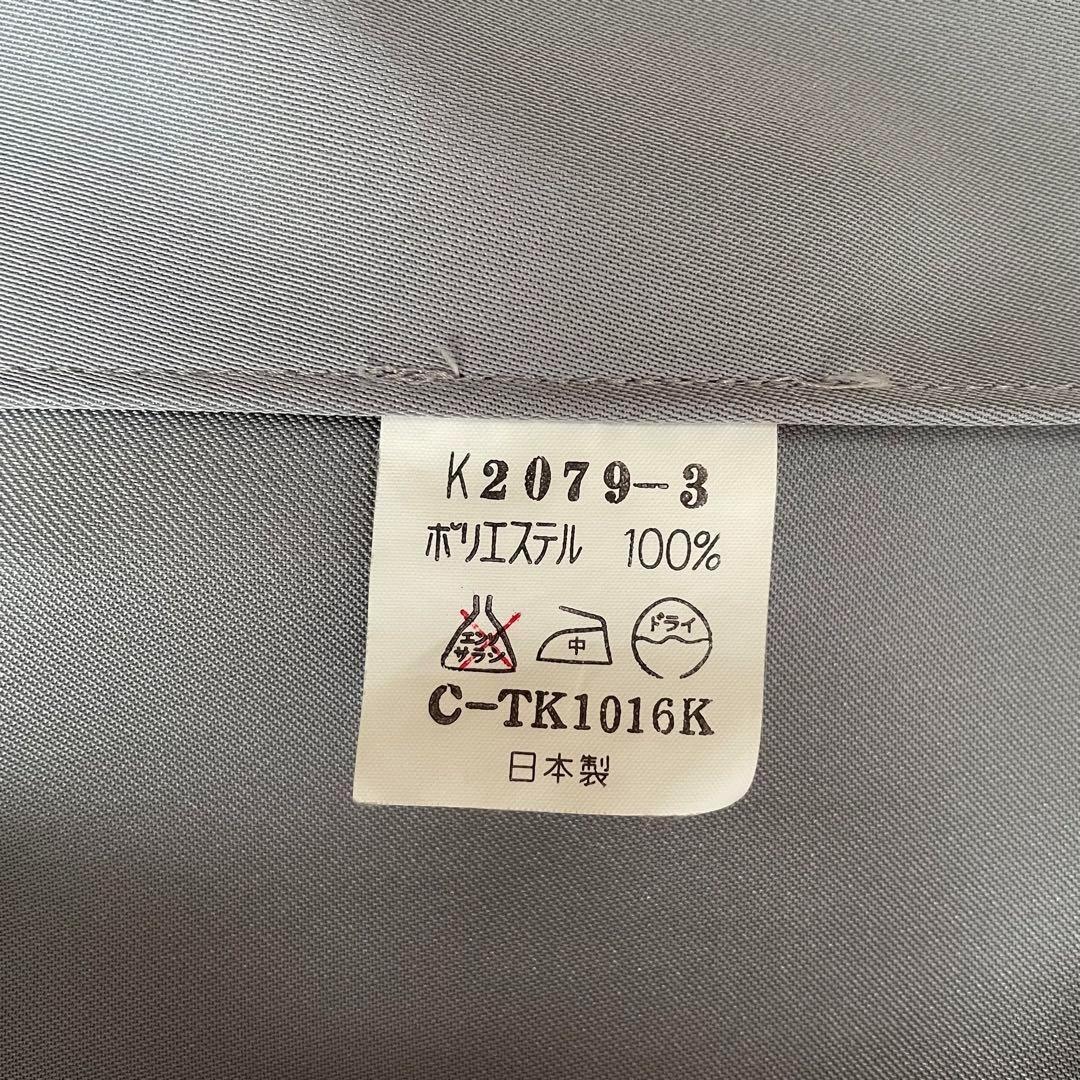 K2079-3
ポリエステル 100%
エンソ サラシ 中 ドライ
C-TK1016K
日本製